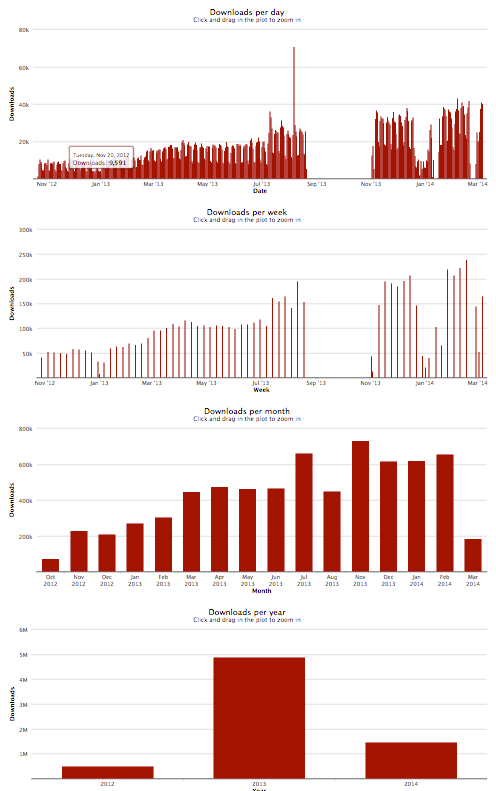 Downloads per day
Click and drag in the plot to zoom in
80k
60k
40k
20k
Downloads
Tuesday, Nov 20, 2012
Downloads: 9,591
Nov '12 Jan '13 Mar '13 May '13 Jul '13 Sep '13 Nov '13 Jan '14 Mar '14
Date
Downloads per week
Click and drag in the plot to zoom in
300k
250k
200k
150k
100k
50k
Downloads
Nov '12 Jan '13 Mar '13 May '13 Jul '13 Sep '13 Nov '13 Jan '14 Mar '14
Week
Downloads per month
Click and drag in the plot to zoom in
800k
600k
400k
200k
Downloads
Oct Nov Dec Jan Feb Mar Apr May Jun Jul Aug Nov Dec Jan Feb Mar
2012 2012 2012 2013 2013 2013 2013 2013 2013 2013 2013 2013 2013 2014 2014 2014
Month
Downloads per year
Click and drag in the plot to zoom in
6M
5M
4M
3M
2M
1M
Downloads
2012 2013 2014
Year